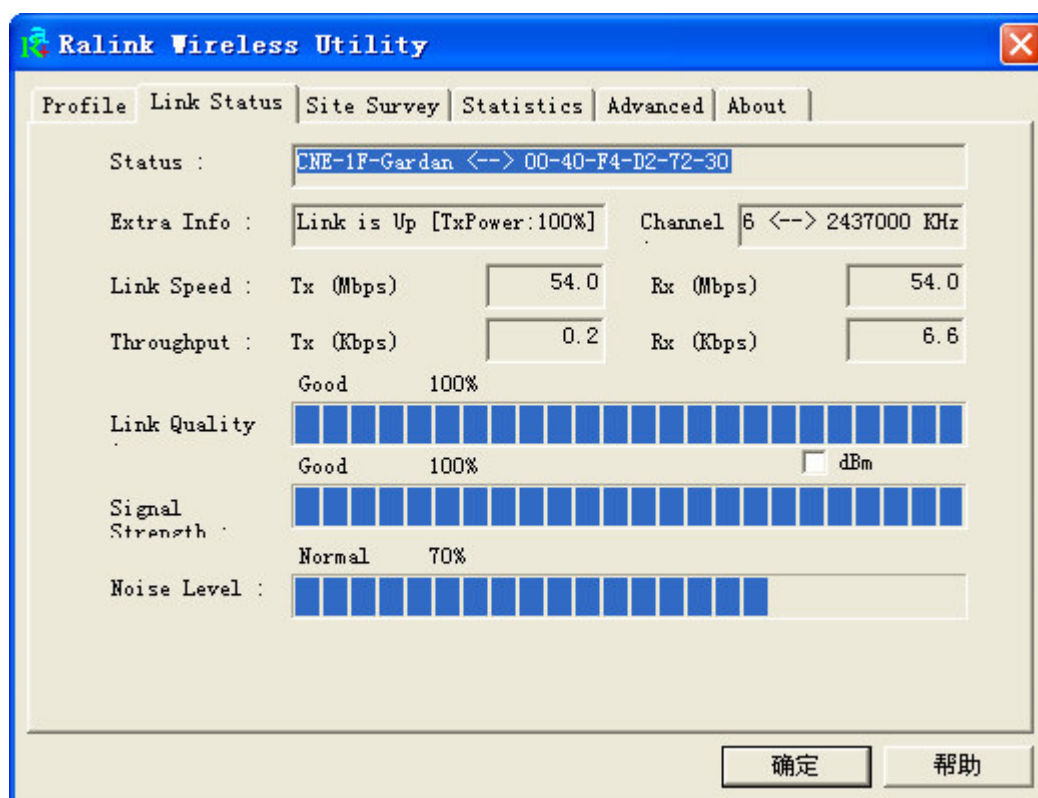 Ralink Wireless Utility
Profile Link Status Site Survey Statistics Advanced About
Status : CNE-1F-Gardan <--> 00-40-F4-D2-72-30
Extra Info : Link is Up [TxPower:100%] Channel 6 <--> 2437000 KHz
Link Speed : Tx (Mbps) 54.0 Rx (Mbps) 54.0
Throughput : Tx (Kbps) 0.2 Rx (Kbps) 6.6
Good 100%
Link Quality
Good 100% dBm
Signal
Strength :
Normal 70%
Noise Level :
确定 帮助